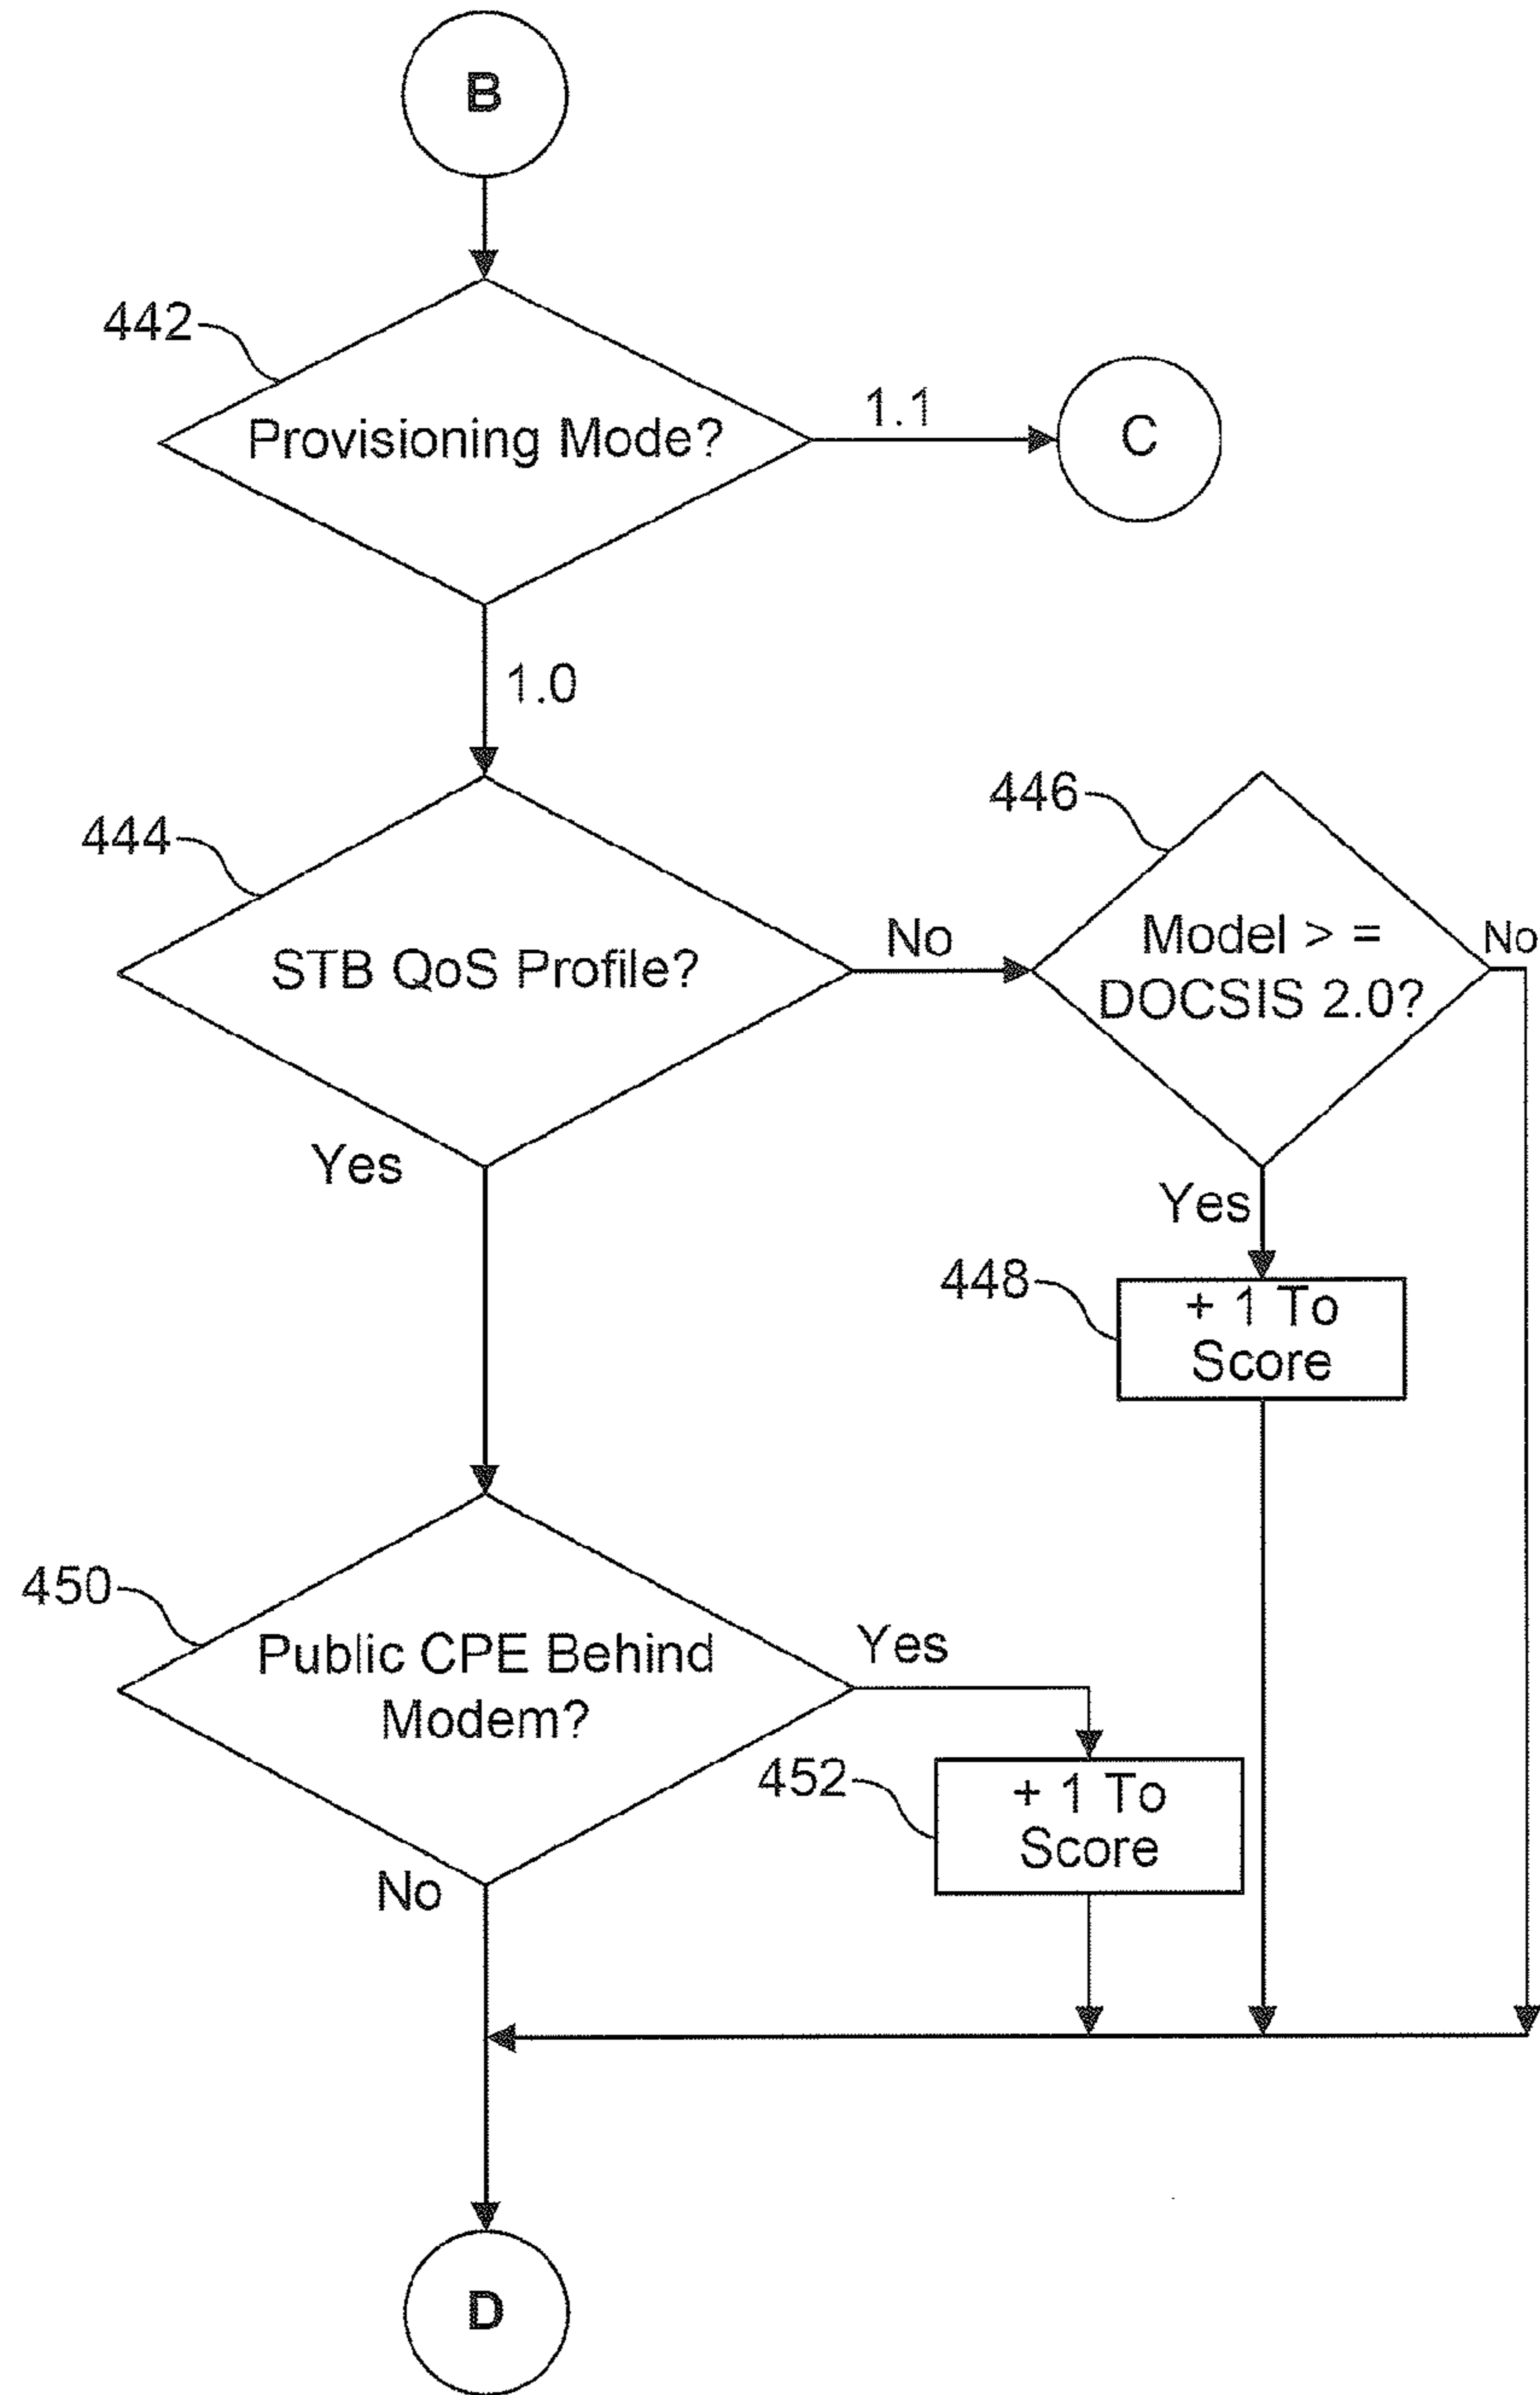 B
442
Provisioning Mode?
1.1
C
1.0
444
STB QoS Profile?
No
446
Model > =
DOCSIS 2.0?
No
Yes
Yes
448
+ 1 To
Score
450
Public CPE Behind
Modem?
Yes
452
+ 1 To
Score
No
D